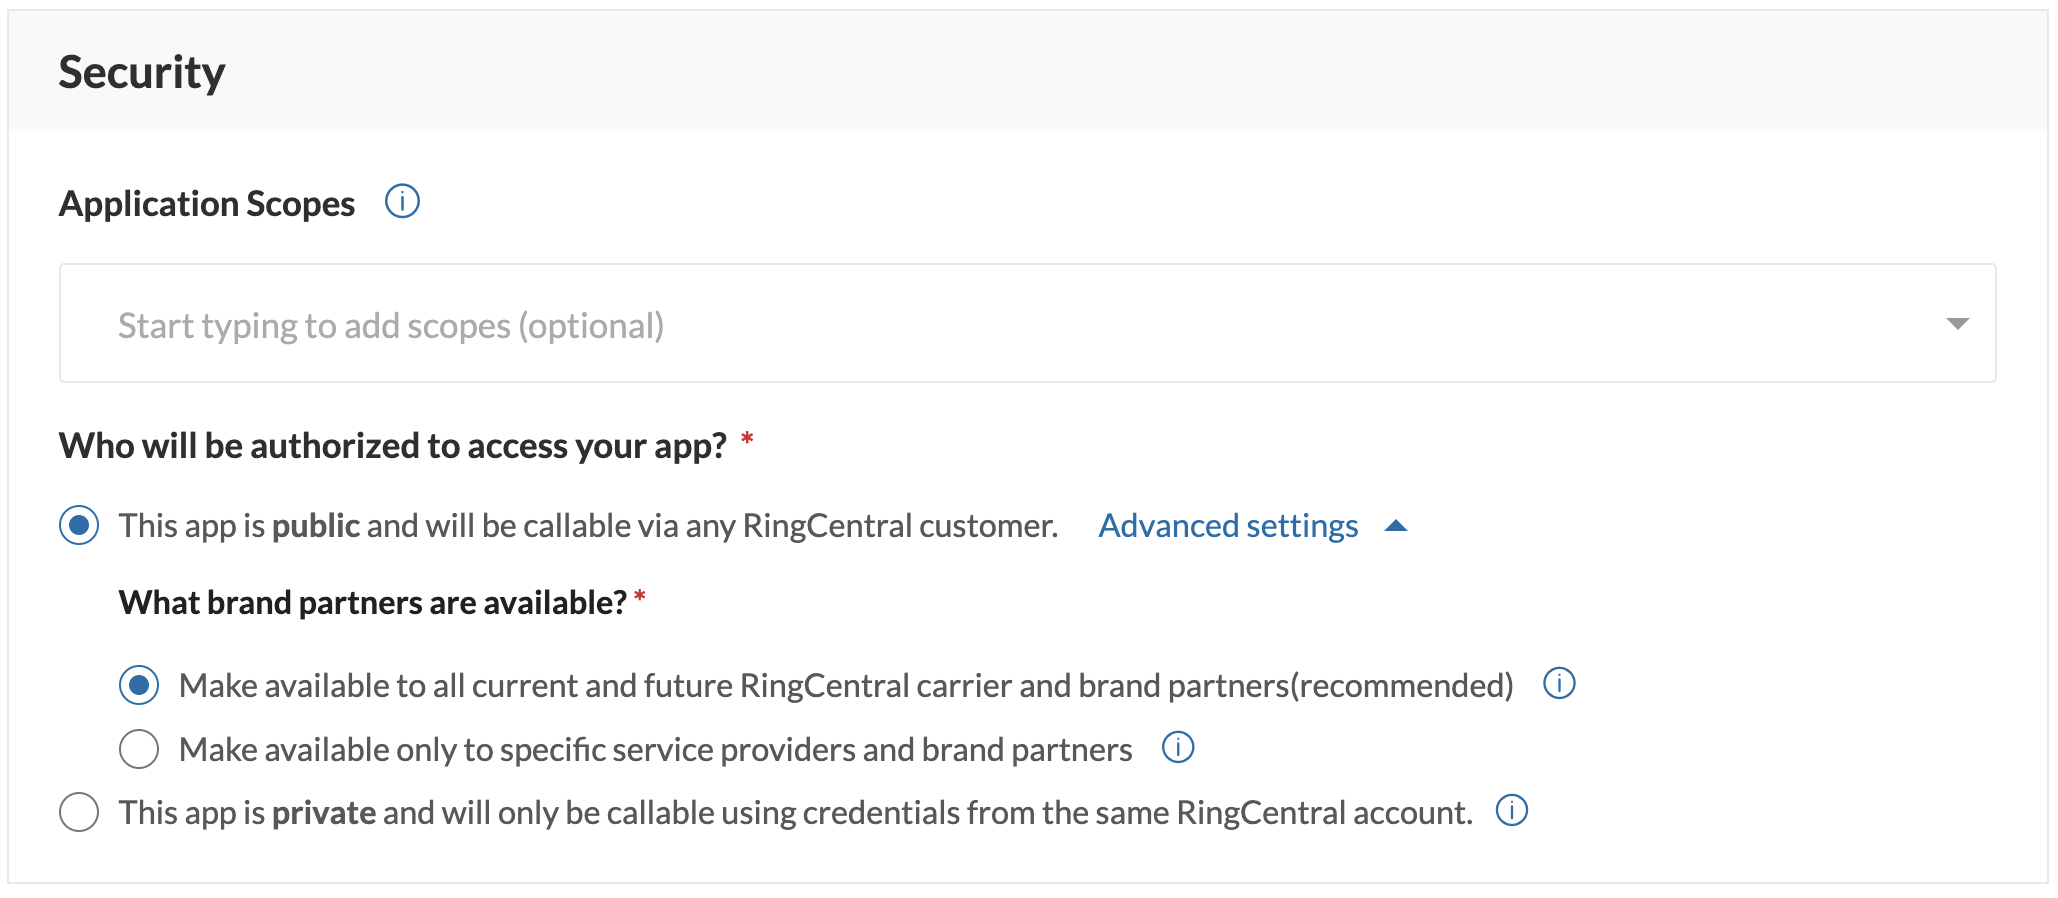 Security
Application Scopes
Start typing to add scopes (optional)
Who will be authorized to access your app? *
This app is public and will be callable via any RingCentral customer. Advanced settings
What brand partners are available? *
Make available to all current and future RingCentral carrier and brand partners(recommended)
Make available only to specific service providers and brand partners
This app is private and will only be callable using credentials from the same RingCentral account.